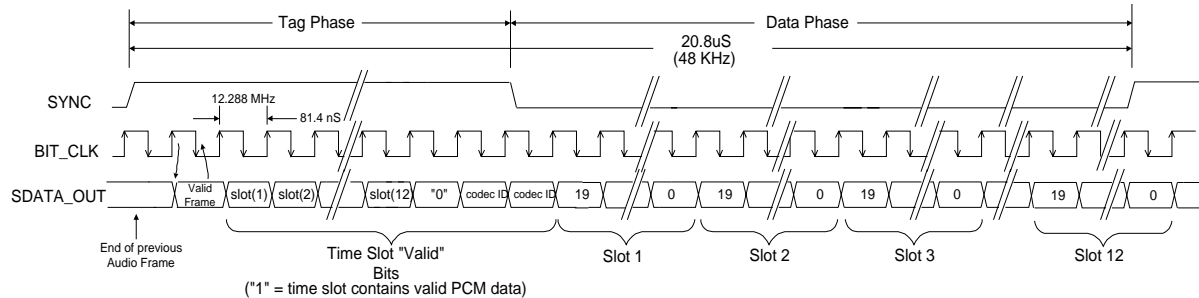 Tag Phase
Data Phase
20.8uS
(48 KHz)
SYNC
12.288 MHz
81.4 nS
BIT_CLK
SDATA_OUT
Valid
Frame
slot(1)
slot(2)
slot(12)
"0"
codec ID
codec ID
19
0
19
0
19
0
19
0
End of previous
Audio Frame
Time Slot "Valid"
Bits
("1" = time slot contains valid PCM data)
Slot 1
Slot 2
Slot 3
Slot 12